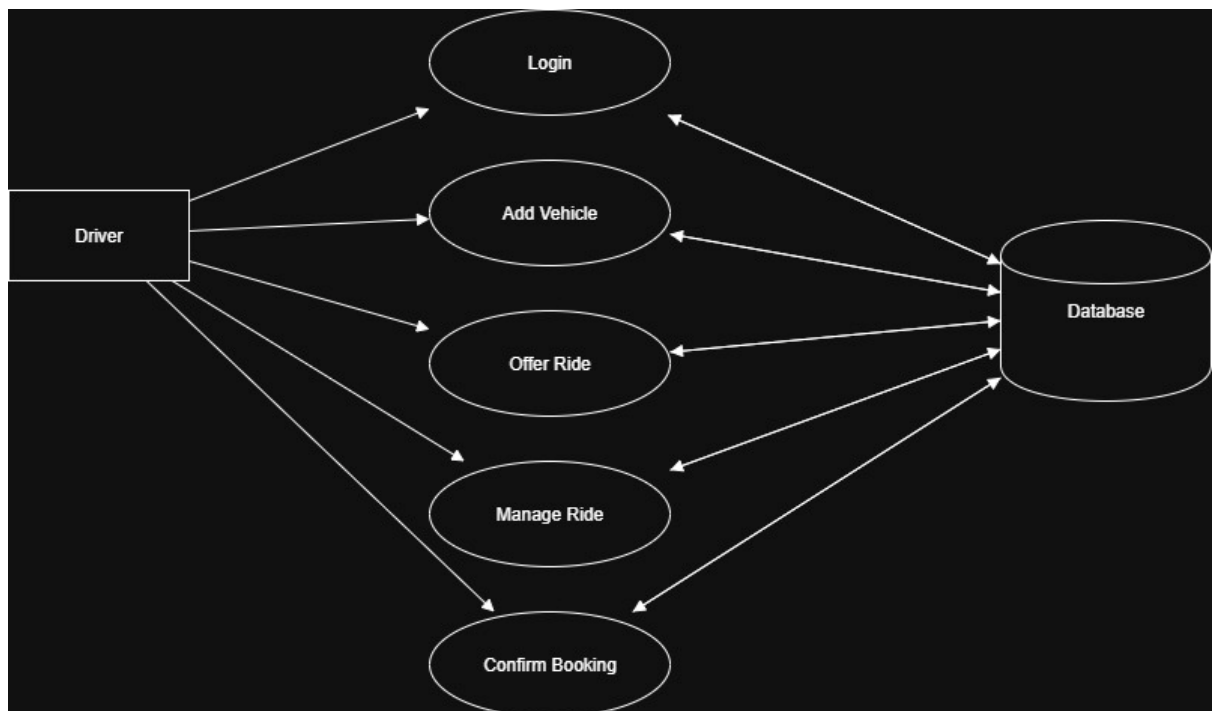 Login
Add Vehicle
Driver
Database
Offer Ride
Manage Ride
Confirm Booking